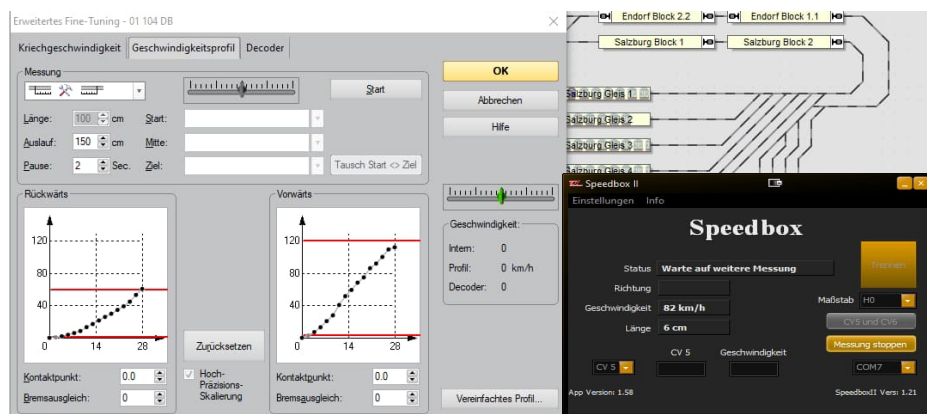 Erweitertes Fine-Tuning - 01 104 DB
Kriechgeschwindigkeit Geschwindigkeitsprofil Decoder
Messung
Start
Länge: 100 cm Start:
Auslauf: 150 cm Mitte:
Pause: 2 Sec. Ziel: Tausch Start <> Ziel
Rückwärts
120
80
40
0 14 28
Kontaktpunkt: 0.0
Bremsausgleich: 0
Zurücksetzen
Hoch-
Präzisions-
Skalierung
Vorwärts
120
80
40
0 14 28
Kontaktpunkt: 0.0
Bremsausgleich: 0
OK
Abbrechen
Hilfe
Geschwindigkeit:
Intern: 0
Profil: 0 km/h
Decoder: 0
Vereinfachtes Profil...
Endorf Block 2.2 Endorf Block 1.1
Salzburg Block 1 Salzburg Block 2
Salzburg Gleis 1
Salzburg Gleis 2
Salzburg Gleis 3
Salzburg Gleis 4
Speedbox II
Einstellungen Info
Speedbox
Status Warte auf weitere Messung
Trennen
Richtung
Maßstab H0
Geschwindigkeit 82 km/h
CV5 und CV6
Länge 6 cm
Messung stoppen
CV 5 Geschwindigkeit
CV 5 COM7
App Version: 1.58 SpeedboxII Vers: 1.21